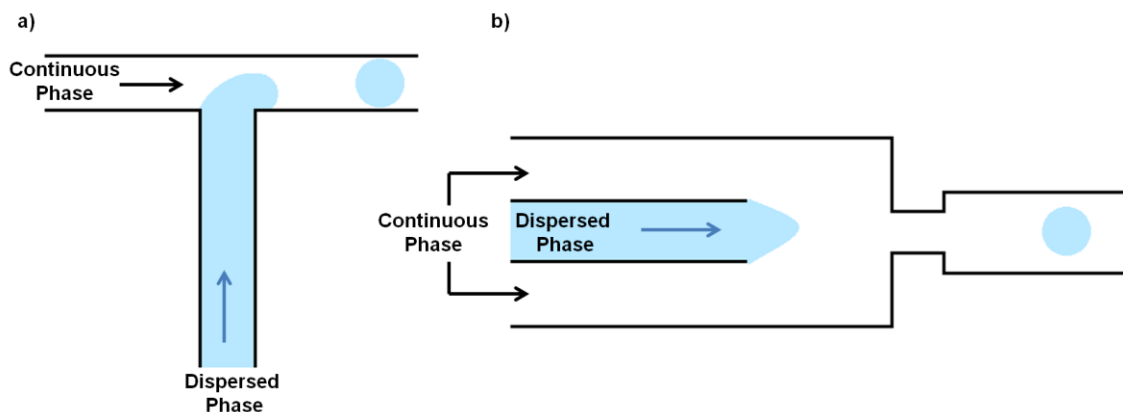 a)
Continuous
Phase
Dispersed
Phase
b)
Continuous
Phase
Dispersed
Phase